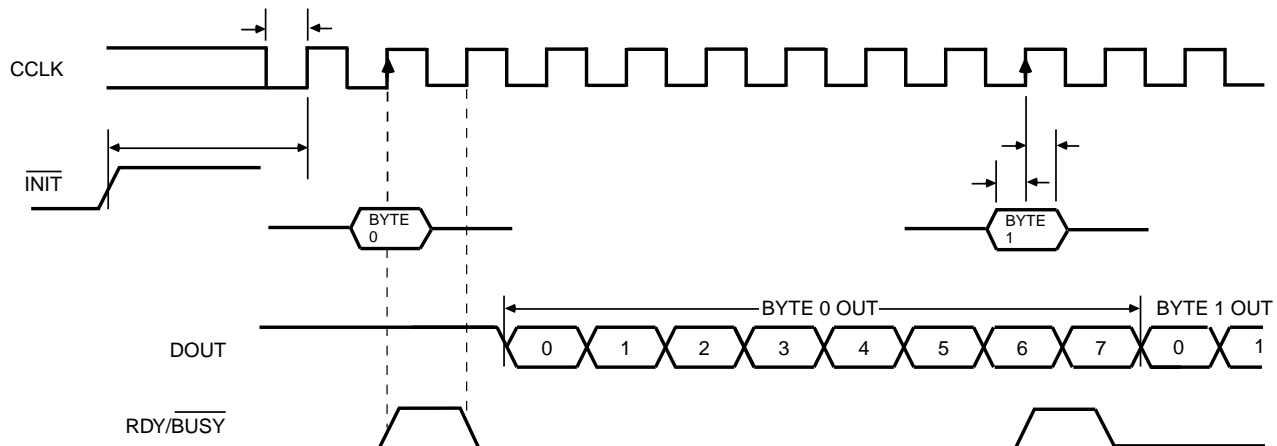 CCLK
INIT
BYTE
0
BYTE
1
BYTE 0 OUT
BYTE 1 OUT
DOUT
0
1
2
3
4
5
6
7
0
1
RDY/BUSY